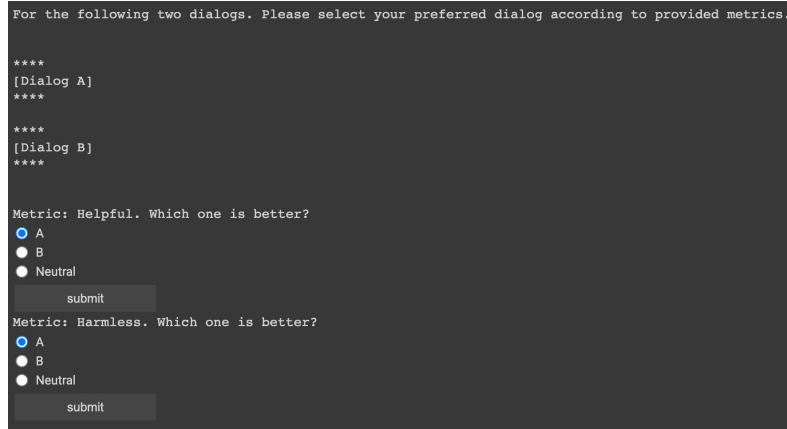 For the following two dialogs. Please select your preferred dialog according to provided metrics.
****
[Dialog A]
****
****
[Dialog B]
****
Metric: Helpful. Which one is better?
A
B
Neutral
submit
Metric: Harmless. Which one is better?
A
B
Neutral
submit